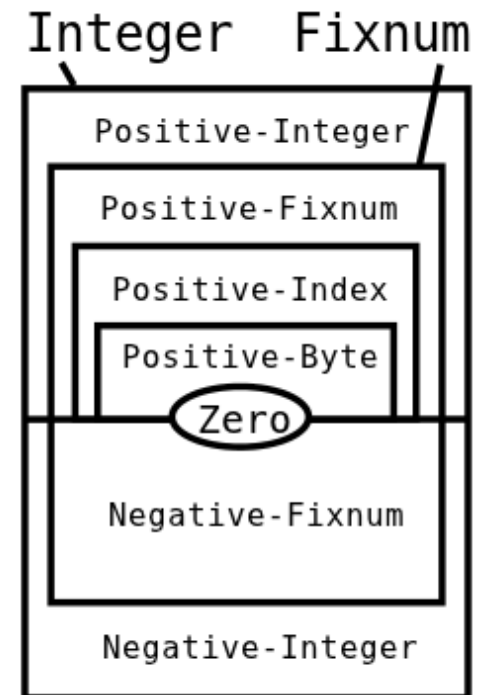 Integer Fixnum
Positive-Integer
Positive-Fixnum
Positive-Index
Positive-Byte
Zero
Negative-Fixnum
Negative-Integer